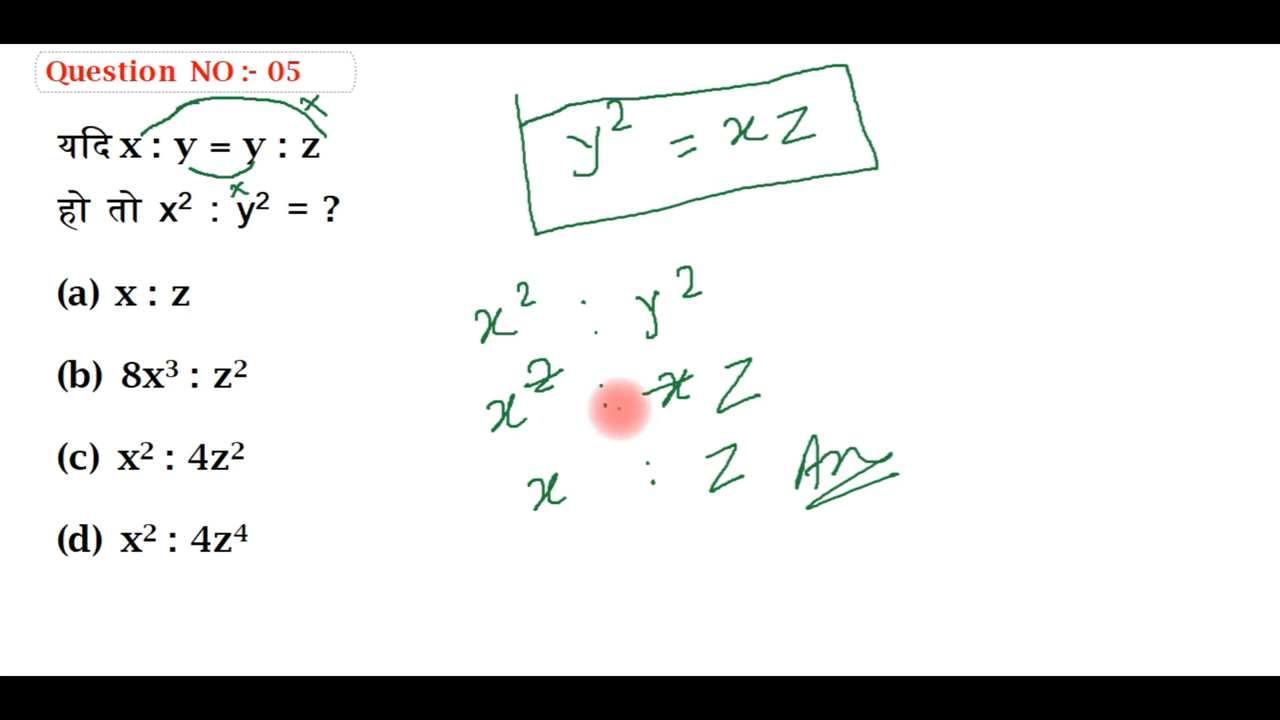 Question NO :- 05
यदि x : y = y : z
हो तो x² : y² = ?
(a) x : z
(b) 8x³ : z²
(c) x² : 4z²
(d) x² : 4z⁴
x
x
y² = xz
x² : y²
x² : xz
x : z Ans